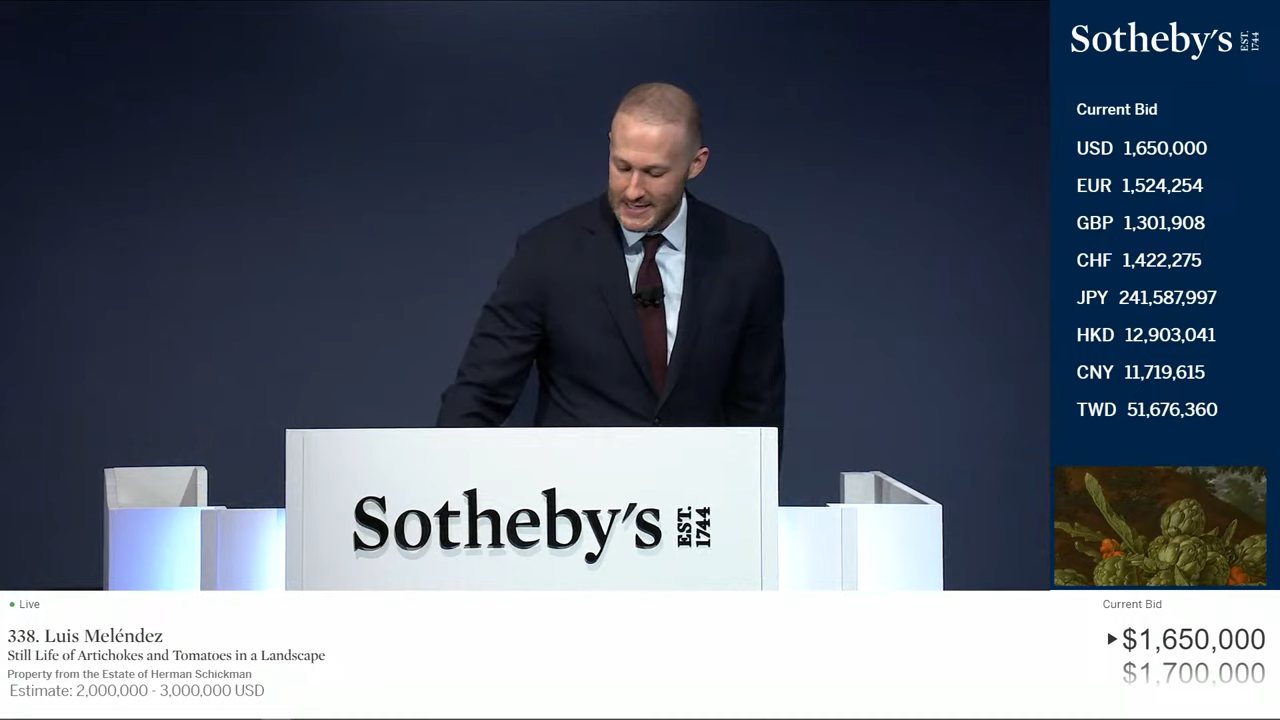 Sotheby's EST. 1744
Current Bid
USD 1,650,000
EUR 1,524,254
GBP 1,301,908
CHF 1,422,275
JPY 241,587,997
HKD 12,903,041
CNY 11,719,615
TWD 51,676,360
Sotheby's EST. 1744
Live
338. Luis Meléndez
Still Life of Artichokes and Tomatoes in a Landscape
Property from the Estate of Herman Schickman
Estimate: 2,000,000 - 3,000,000 USD
Current Bid
$1,650,000
$1,700,000